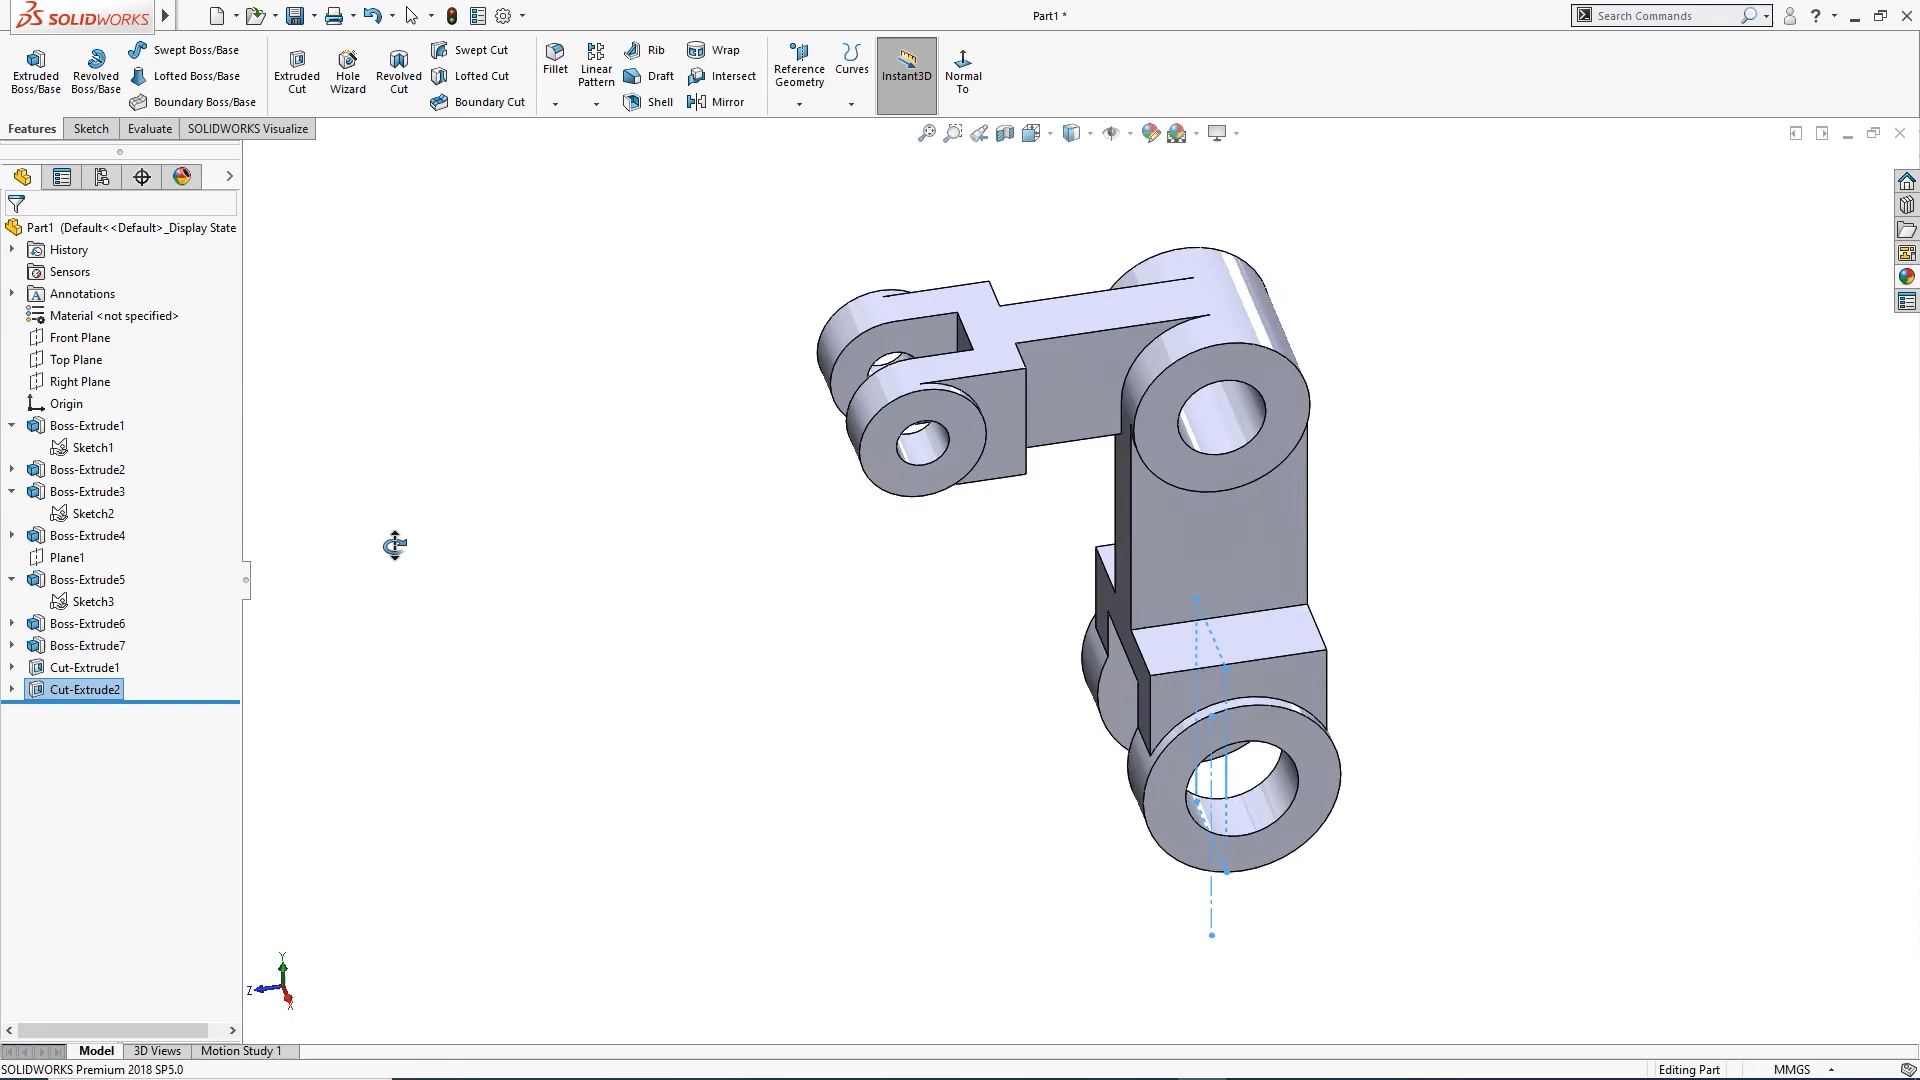 SOLIDWORKS
Part1 *
Search Commands
?
Extruded Boss/Base
Revolved Boss/Base
Swept Boss/Base
Lofted Boss/Base
Boundary Boss/Base
Extruded Cut
Hole Wizard
Revolved Cut
Swept Cut
Lofted Cut
Boundary Cut
Fillet
Linear Pattern
Rib
Draft
Shell
Wrap
Intersect
Mirror
Reference Geometry
Curves
Instant3D
Normal To
Features
Sketch
Evaluate
SOLIDWORKS Visualize
Part1 (Default<<Default>_Display State
History
Sensors
Annotations
Material <not specified>
Front Plane
Top Plane
Right Plane
Origin
Boss-Extrude1
Sketch1
Boss-Extrude2
Boss-Extrude3
Sketch2
Boss-Extrude4
Plane1
Boss-Extrude5
Sketch3
Boss-Extrude6
Boss-Extrude7
Cut-Extrude1
Cut-Extrude2
Y
Z
X
Model
3D Views
Motion Study 1
SOLIDWORKS Premium 2018 SP5.0
Editing Part
MMGS